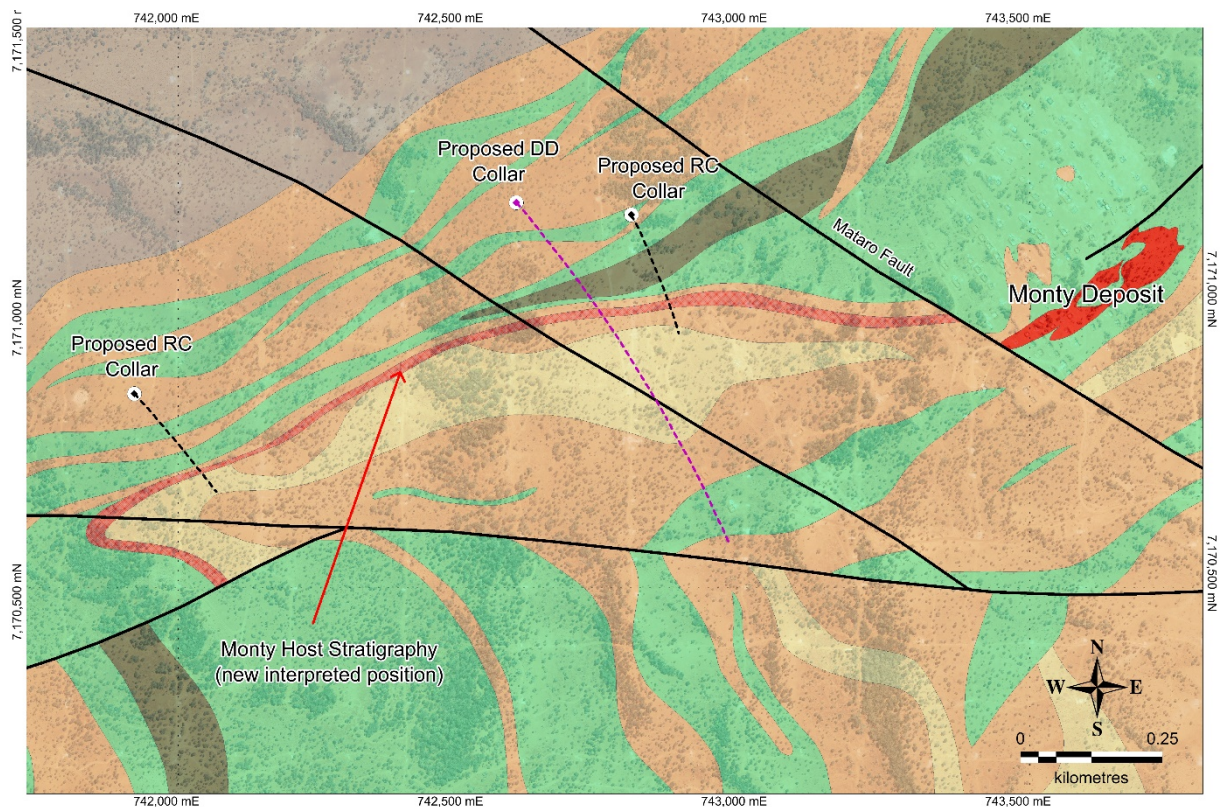 742,000 mE
742,500 mE
743,000 mE
743,500 mE
7,171,500 r
Proposed DD
Collar
Proposed RC
Collar
Mataro Fault
Monty Deposit
7,171,000 mN
7,171,000 mN
Proposed RC
Collar
7,170,500 mN
7,170,500 mN
Monty Host Stratigraphy
(new interpreted position)
N
W
E
S
0
0.25
kilometres
742,000 mE
742,500 mE
743,000 mE
743,500 mE